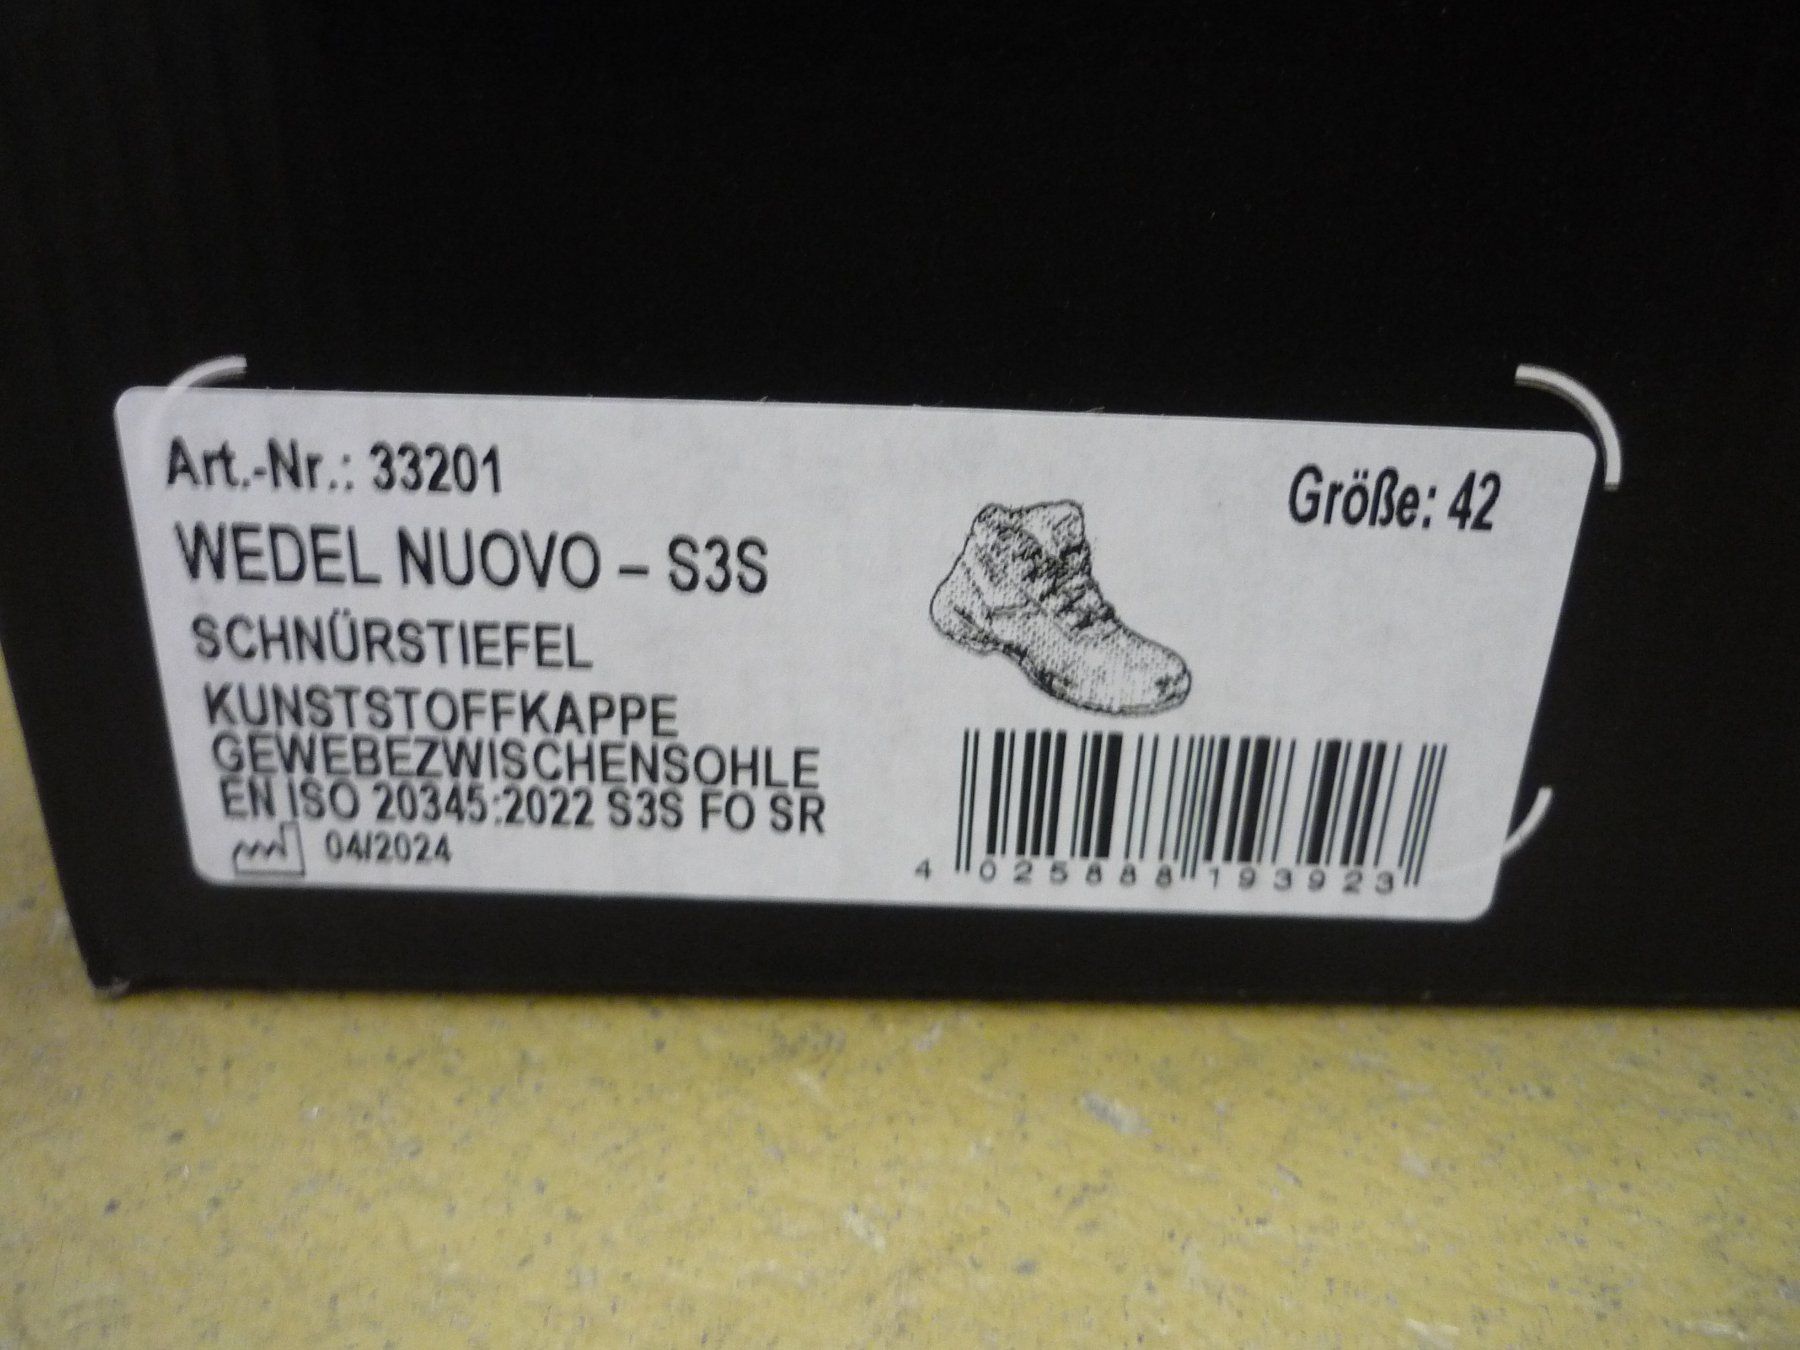 Art.-Nr.: 33201
Größe: 42
WEDEL NUOVO – S3S
SCHNÜRSTIEFEL
KUNSTSTOFFKAPPE
GEWEBEZWISCHENSOHLE
EN ISO 20345:2022 S3S FO SR
04/2024
4 025888 193923